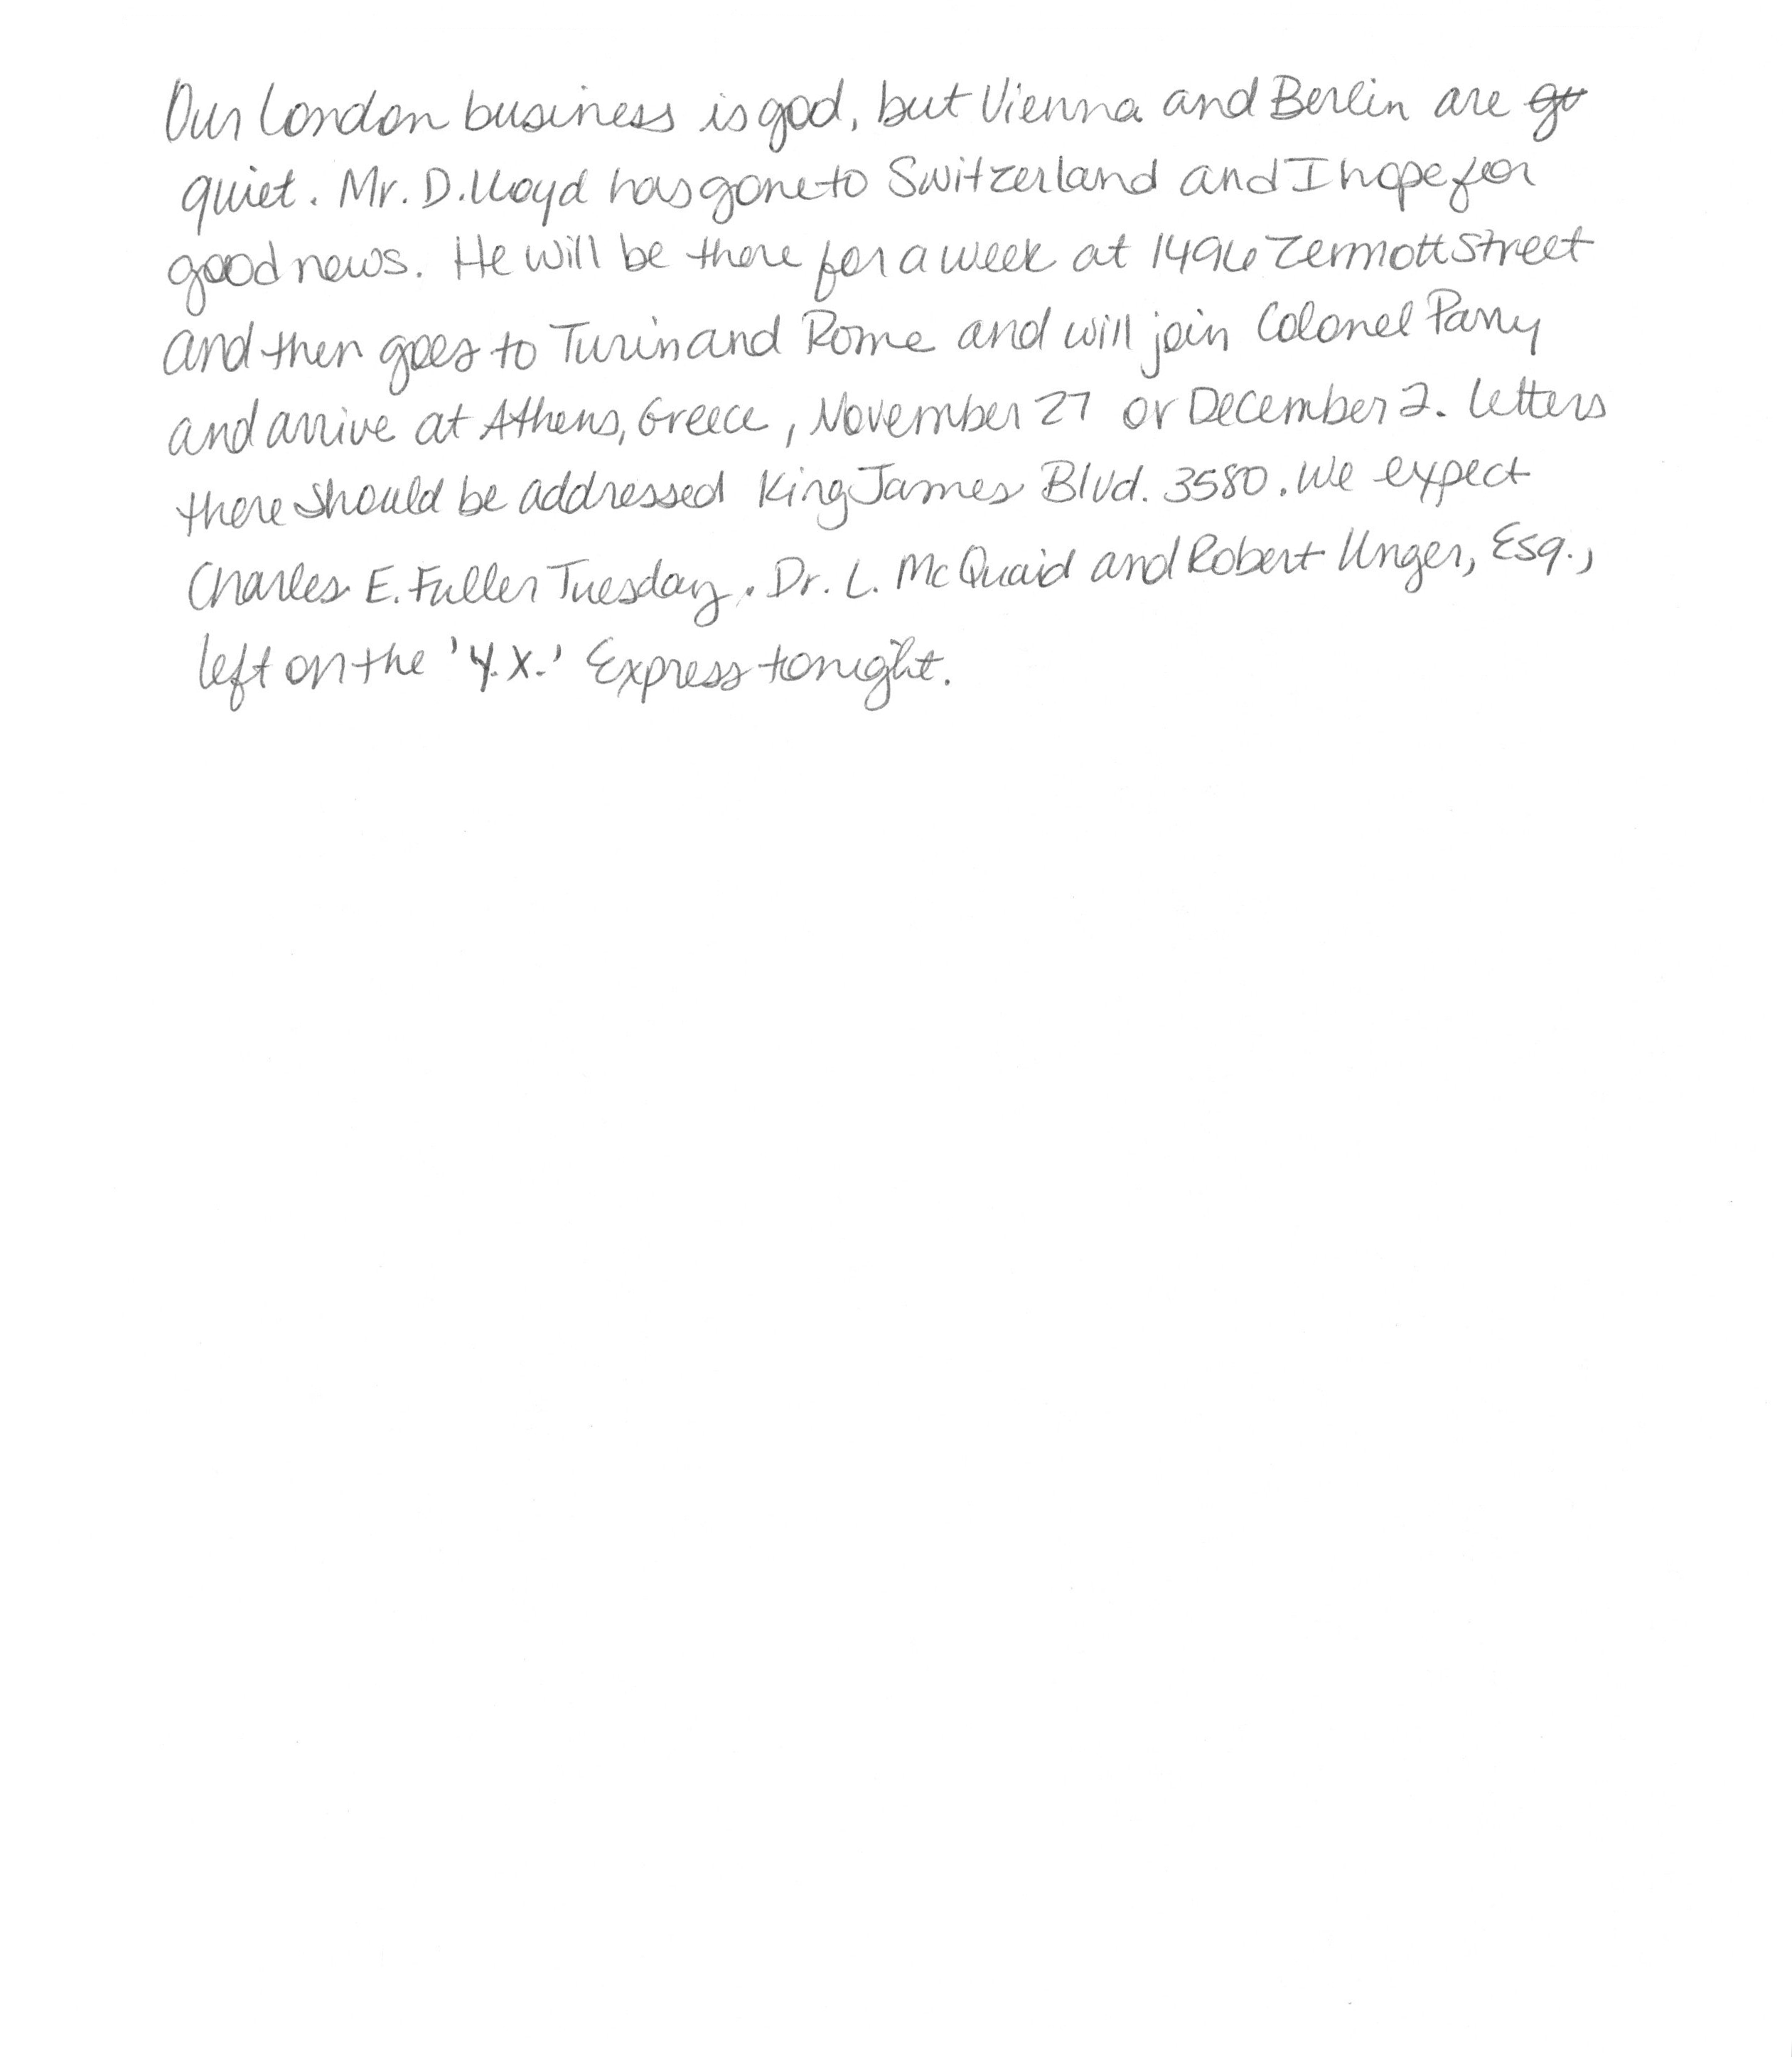 Our London business is good, but Vienna and Berlin are
quiet. Mr. D. Lloyd has gone to Switzerland and I hope for
good news. He will be there for a week at 1496 Zermott Street
and then goes to Turin and Rome and will join Colonel Parry
and arrive at Athens, Greece, November 27 or December 2. Letters
there should be addressed King James Blvd. 3580. We expect
Charles E. Fuller Tuesday. Dr. L. McQuaid and Robert Unger, Esq.,
left on the 'Y.X.' Express tonight.